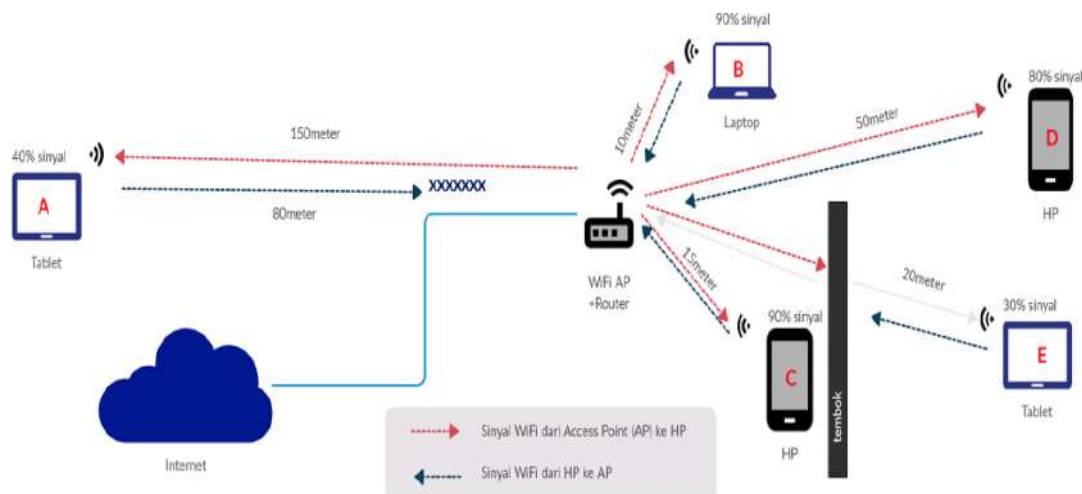 90% sinyal
B
Laptop
10meter
150meter
40% sinyal
A
Tablet
80meter
XXXXXXX
50meter
80% sinyal
D
HP
WiFi AP
+Router
15meter
90% sinyal
C
HP
tembok
20meter
30% sinyal
E
Tablet
Internet
Sinyal WiFi dari Access Point (AP) ke HP
Sinyal WiFi dari HP ke AP